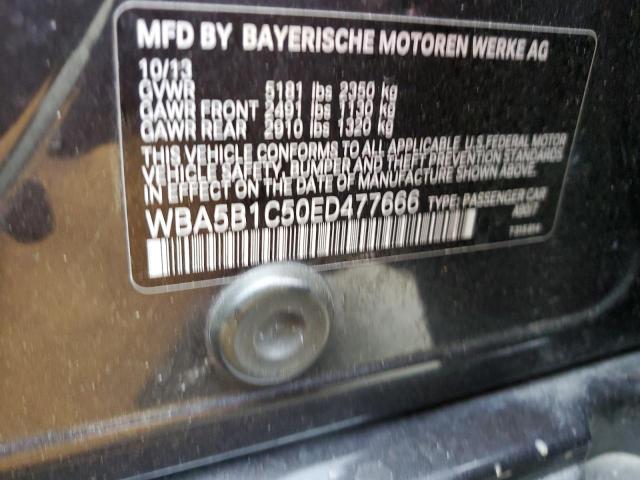 MFD BY BAYERISCHE MOTOREN WERKE AG
10/13
GVWR 5181 lbs 2350 kg
GAWR FRONT 2491 lbs 1130 kg
GAWR REAR 2910 lbs 1320 kg
THIS VEHICLE CONFORMS TO ALL APPLICABLE U.S. FEDERAL MOTOR
VEHICLE SAFETY, BUMPER AND THEFT PREVENTION STANDARDS
IN EFFECT ON THE DATE OF MANUFACTURE SHOWN ABOVE.
WBA5B1C50ED477666 TYPE: PASSENGER CAR